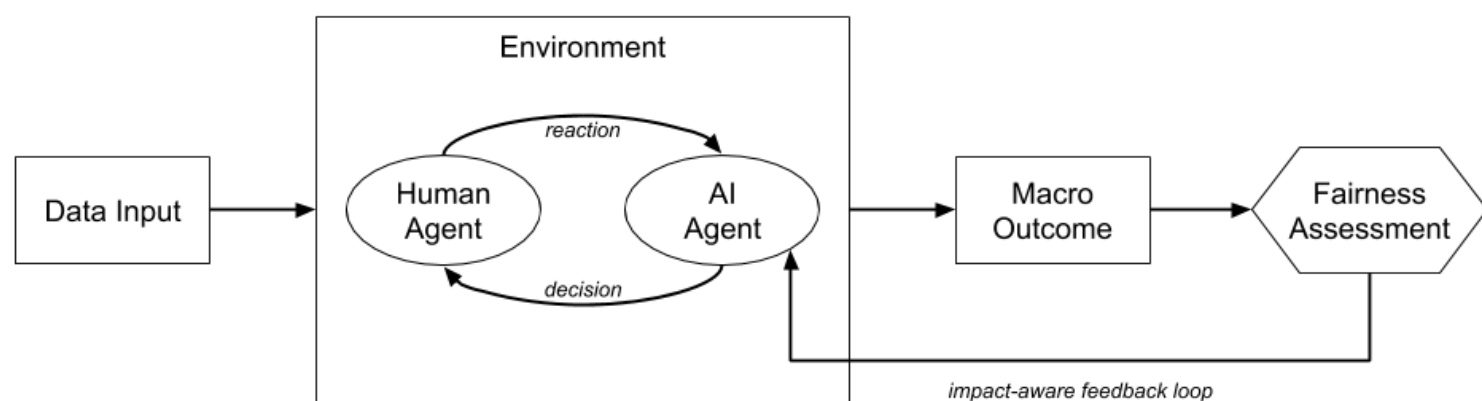 Environment
reaction
Data Input
Human
Agent
AI
Agent
Macro
Outcome
Fairness
Assessment
decision
impact-aware feedback loop